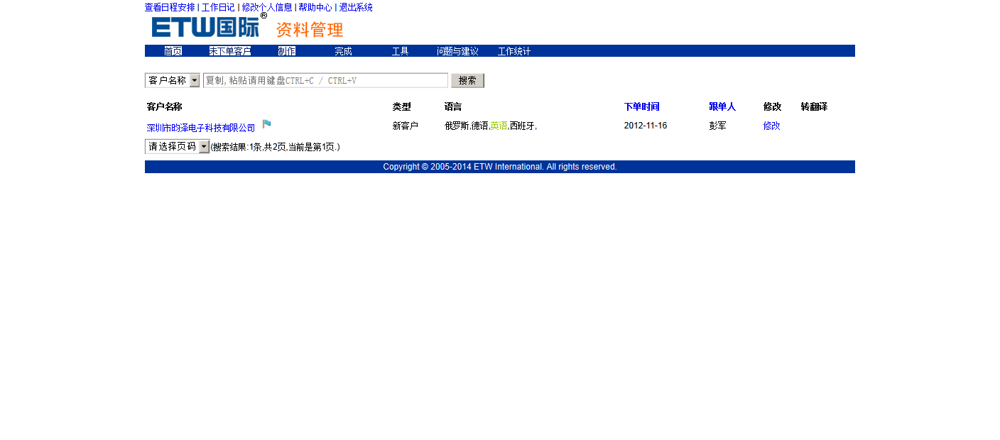 查看日程安排 | 工作日记 | 修改个人信息 | 帮助中心 | 退出系统
ETW国际® 资料管理
首页 未下单客户 制作 完成 工具 问题与建议 工作统计
客户名称 复制,粘贴请用键盘CTRL+C / CTRL+V 搜索
客户名称 类型 语言 下单时间 跟单人 修改 转翻译
深圳市昀泽电子科技有限公司 新客户 俄罗斯,德语,英语,西班牙, 2012-11-16 彭军 修改
请选择页码 (搜索结果:1条,共2页,当前是第1页.)
Copyright © 2005-2014 ETW International. All rights reserved.